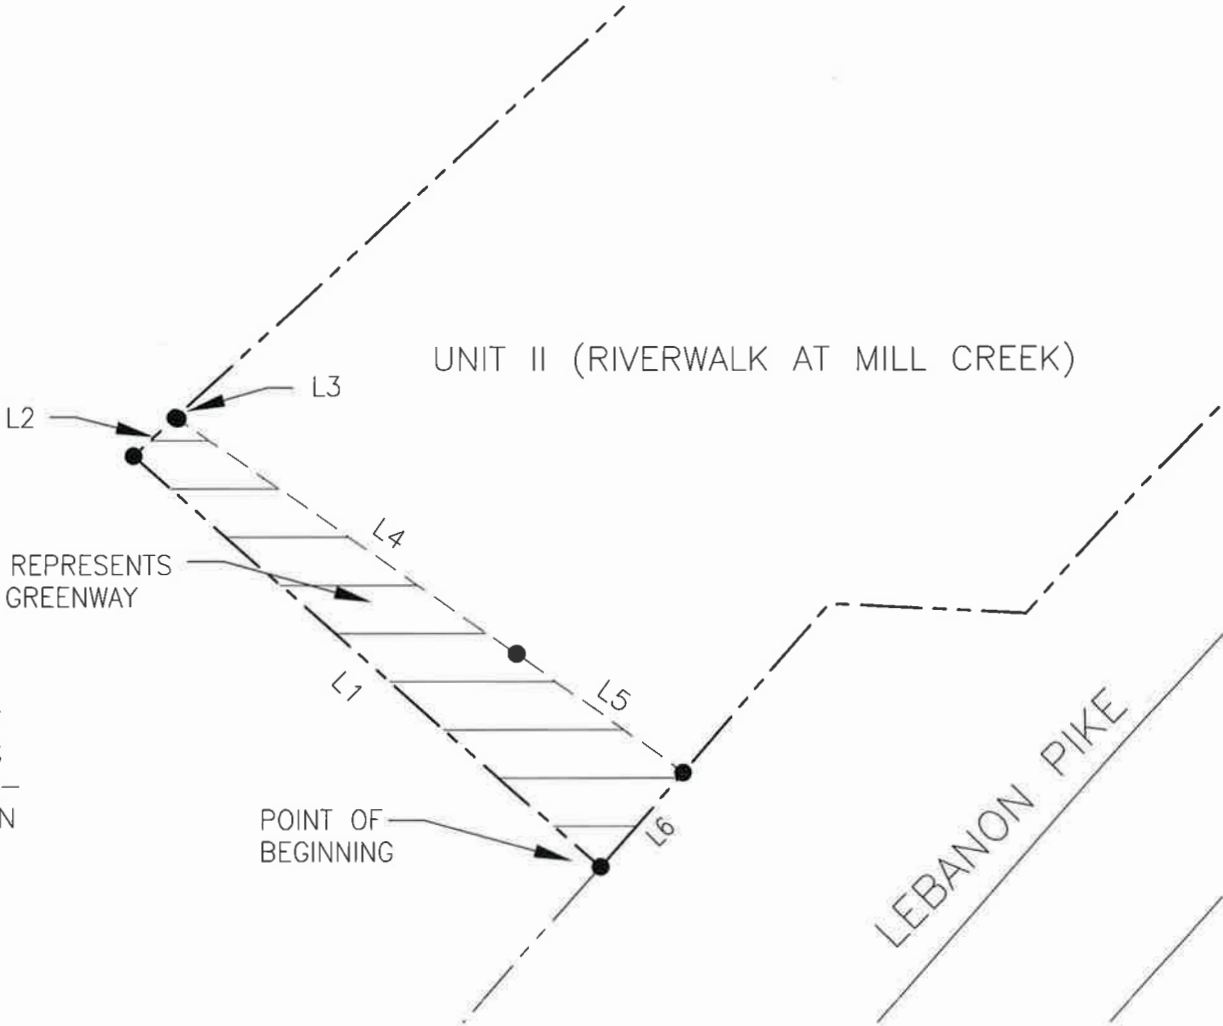 UNIT II (RIVERWALK AT MILL CREEK)
L3
L2
L4
REPRESENTS
GREENWAY
L1
L5
LEBANON PIKE
N
POINT OF
BEGINNING
L6